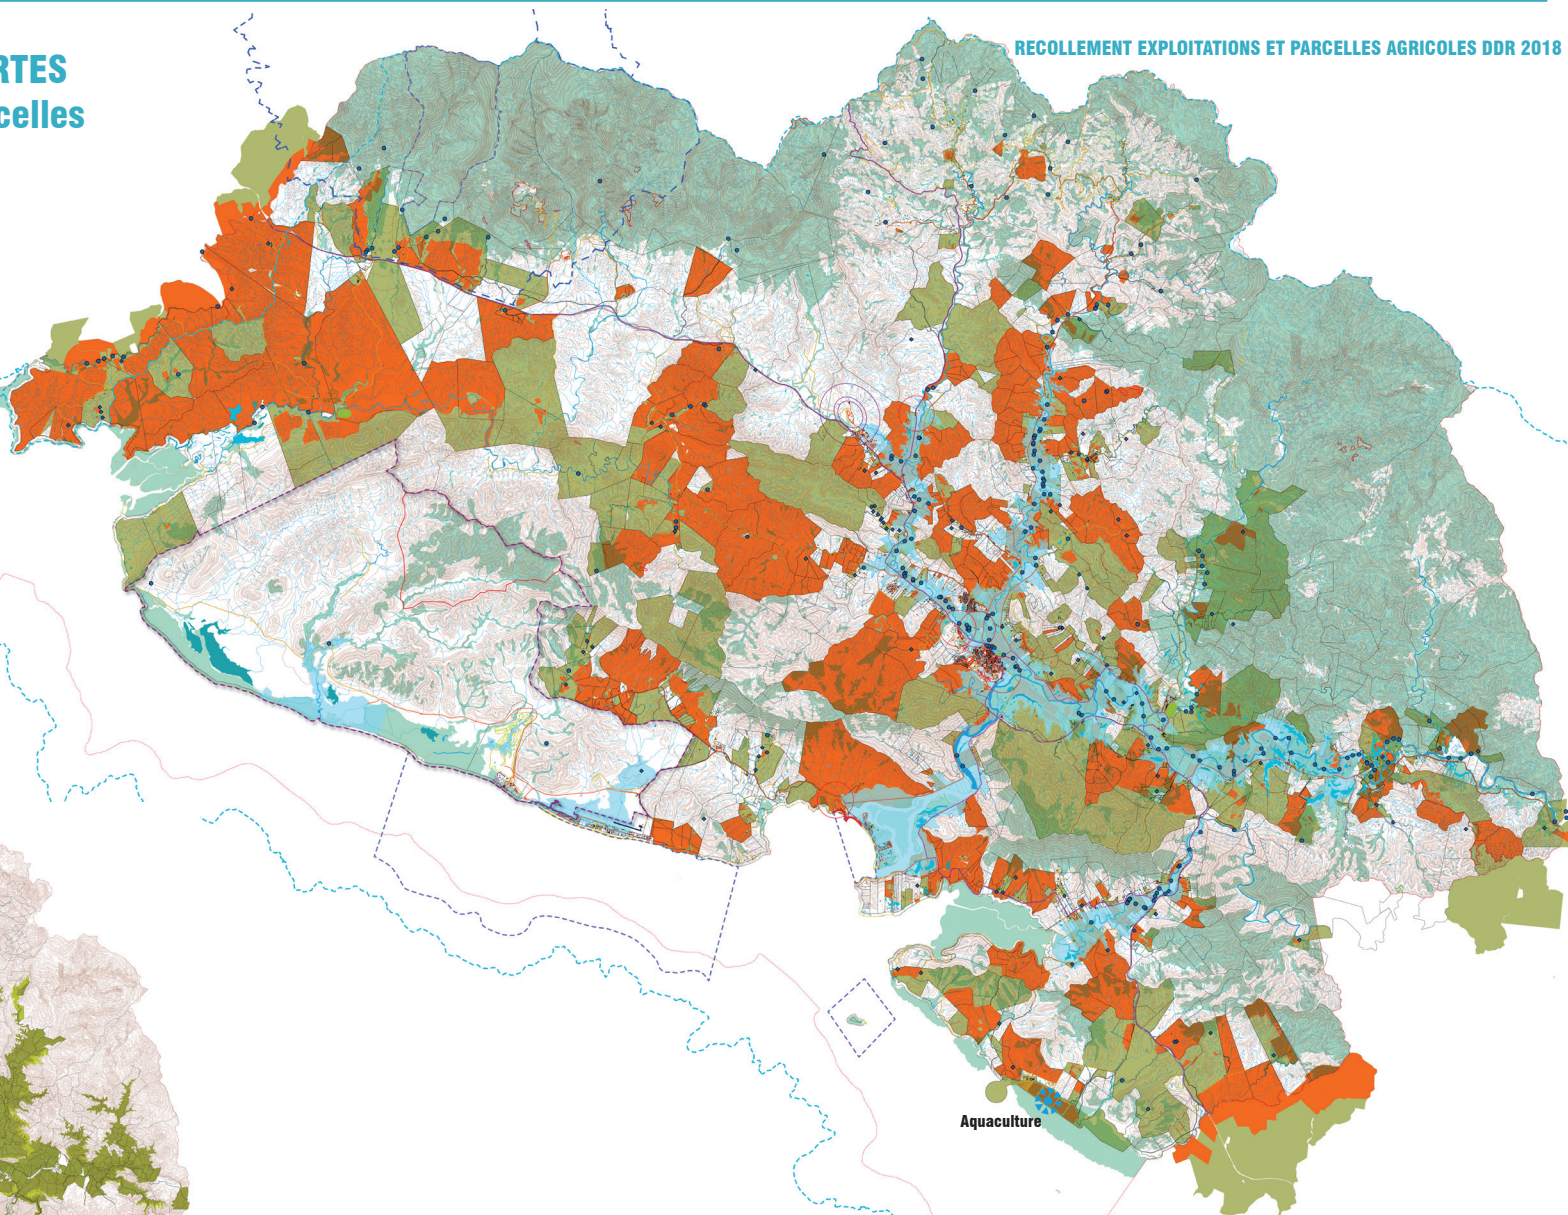 RTES
celles
RECOLLEMENT EXPLOITATIONS ET PARCELLES AGRICOLES DDR 2018
Aquaculture